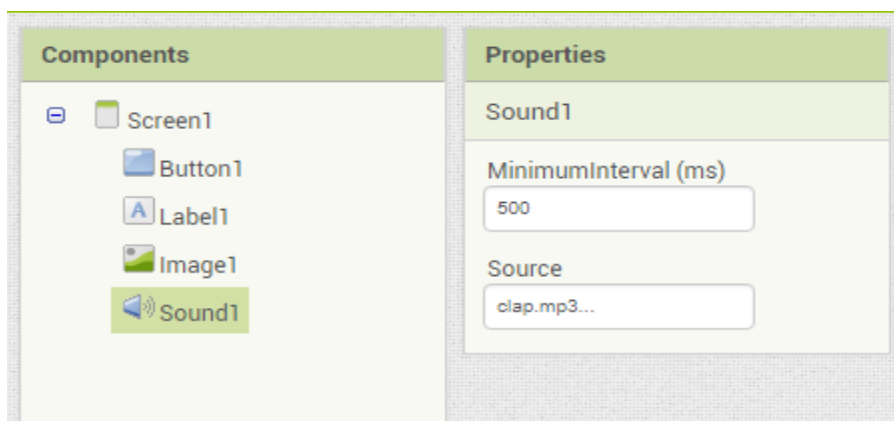 Components
Screen1
Button1
A Label1
Image1
Sound1
Properties
Sound1
MinimumInterval (ms)
500
Source
clap.mp3...